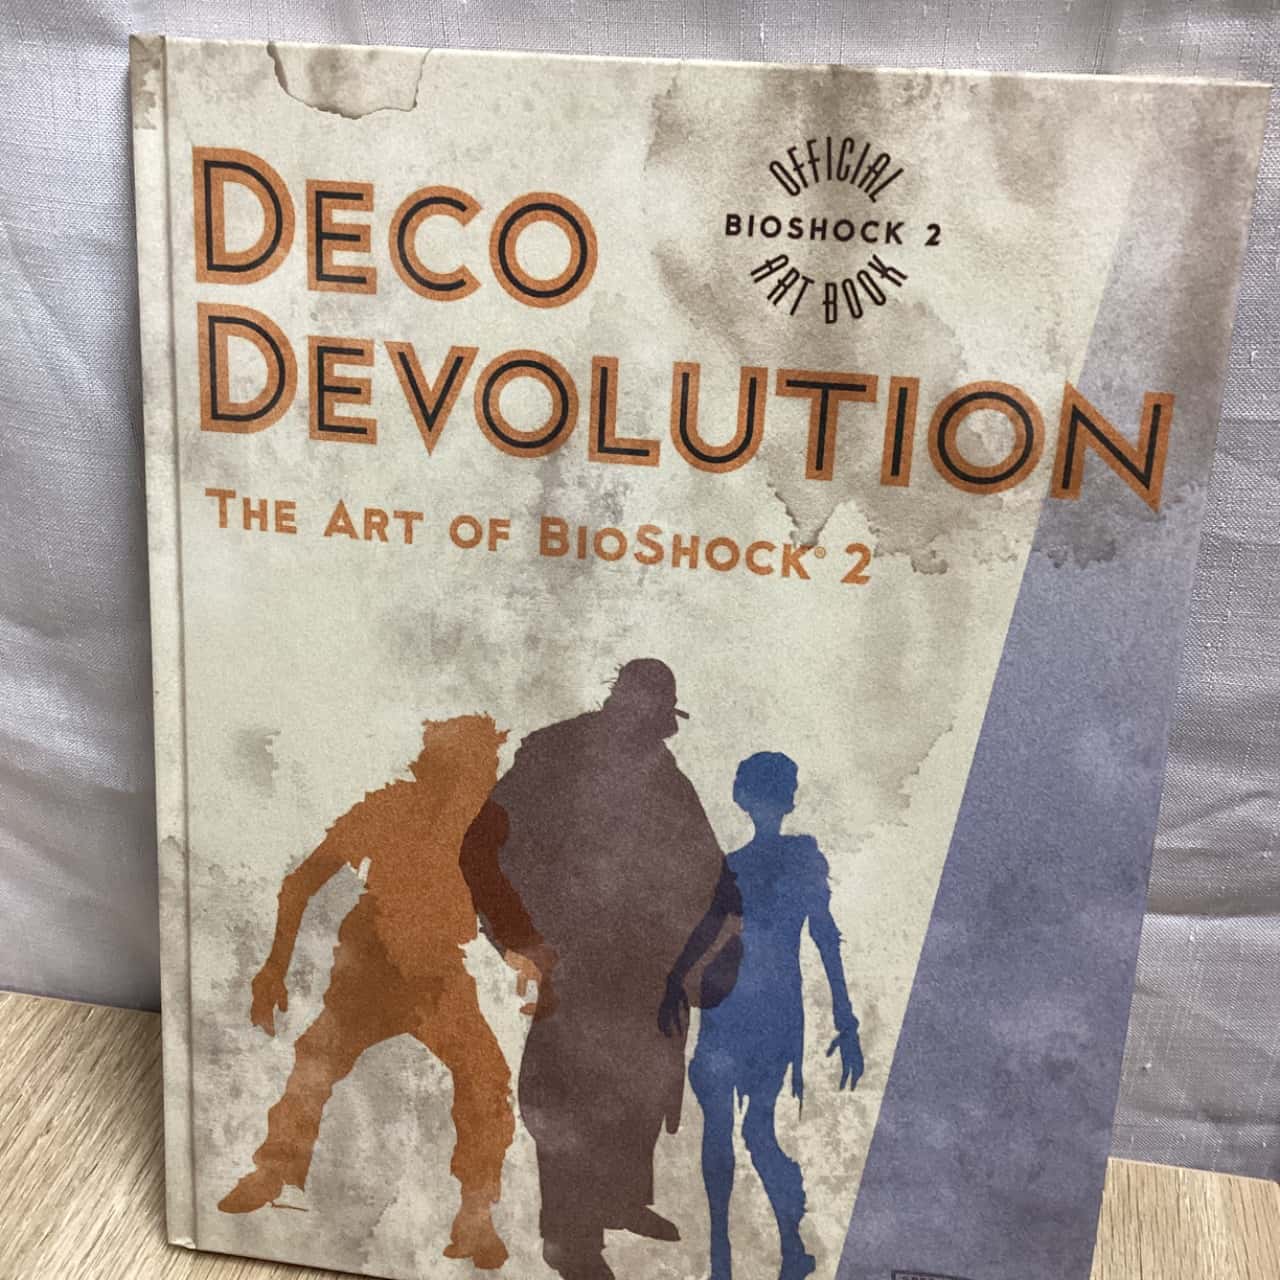 OFFICIAL
BIOSHOCK 2
ART BOOK
DECO
DEVOLUTION
THE ART OF BIOSHOCK® 2